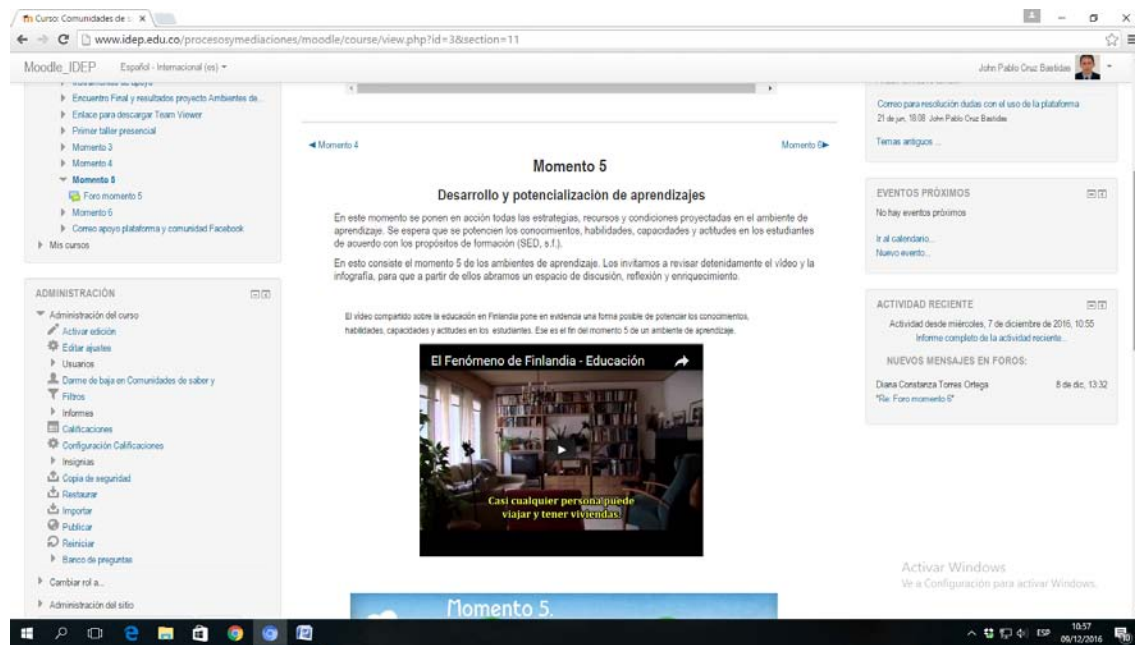 Curso: Comunidades de s
www.idep.edu.co/procesosymediaciones/moodle/course/view.php?id=3&section=11
Moodle_IDEP Español - Internacional (es)
John Pablo Cruz Bastidas
Encuentro Final y resultados proyecto Ambientes de...
Enlace para descargar Team Viewer
Primer taller presencial
Momento 3
Momento 4
Momento 5
Foro momento 5
Momento 6
Correo apoyo plataforma y comunidad Facebook
Mis cursos
ADMINISTRACIÓN
Administración del curso
Activar edición
Editar ajustes
Usuarios
Darme de baja en Comunidades de saber y
Filtros
Informes
Calificaciones
Configuración Calificaciones
Insignias
Copia de seguridad
Restaurar
Importar
Publicar
Reiniciar
Banco de preguntas
Cambiar rol a...
Administración del sitio
Momento 4
Momento 6
Momento 5
Desarrollo y potencialización de aprendizajes
En este momento se ponen en acción todas las estrategias, recursos y condiciones proyectadas en el ambiente de
aprendizaje. Se espera que se potencien los conocimientos, habilidades, capacidades y actitudes en los estudiantes
de acuerdo con los propósitos de formación (SED, s.f.).
En esto consiste el momento 5 de los ambientes de aprendizaje. Los invitamos a revisar detenidamente el vídeo y la
infografía, para que a partir de ellos abramos un espacio de discusión, reflexión y enriquecimiento.
El vídeo compartido sobre la educación en Finlandia pone en evidencia una forma posible de potenciar los conocimientos,
habilidades, capacidades y actitudes en los estudiantes. Ese es el fin del momento 5 de un ambiente de aprendizaje.
El Fenómeno de Finlandia - Educación
Casi cualquier persona puede
viajar y tener viviendas.
Momento 5.
Correo para resolución dudas con el uso de la plataforma
21 de jun, 18:08 John Pablo Cruz Bastidas
Temas antiguos ...
EVENTOS PRÓXIMOS
No hay eventos próximos
Ir al calendario...
Nuevo evento...
ACTIVIDAD RECIENTE
Actividad desde miércoles, 7 de diciembre de 2016, 10:55
Informe completo de la actividad reciente...
NUEVOS MENSAJES EN FOROS:
Diana Constanza Torres Ortega 8 de dic, 13:32
"Re: Foro momento 6"
Activar Windows
Ve a Configuración para activar Windows.
ESP
10:57
09/12/2016